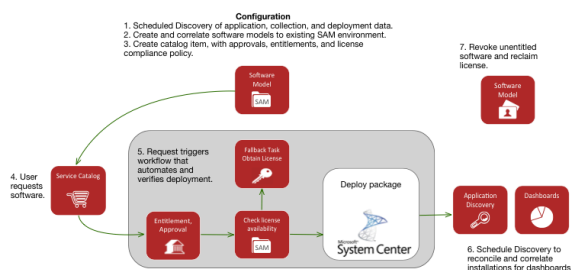 Configuration
1. Scheduled Discovery of application, collection, and deployment data.
2. Create and correlate software models to existing SAM environment.
3. Create catalog item, with approvals, entitlements, and license
compliance policy.
7. Revoke unentitled
software and reclaim
license.
Software
Model
SAM
Software
Model
4. User
requests
software.
Service Catalog
5. Request triggers
workflow that
automates and
verifies deployment.
Fallback Task
Obtain License
Deploy package
Microsoft
System Center
Entitlement,
Approval
Check license
availability
SAM
Application
Discovery
Dashboards
6. Schedule Discovery to
reconcile and correlate
installations for dashboards